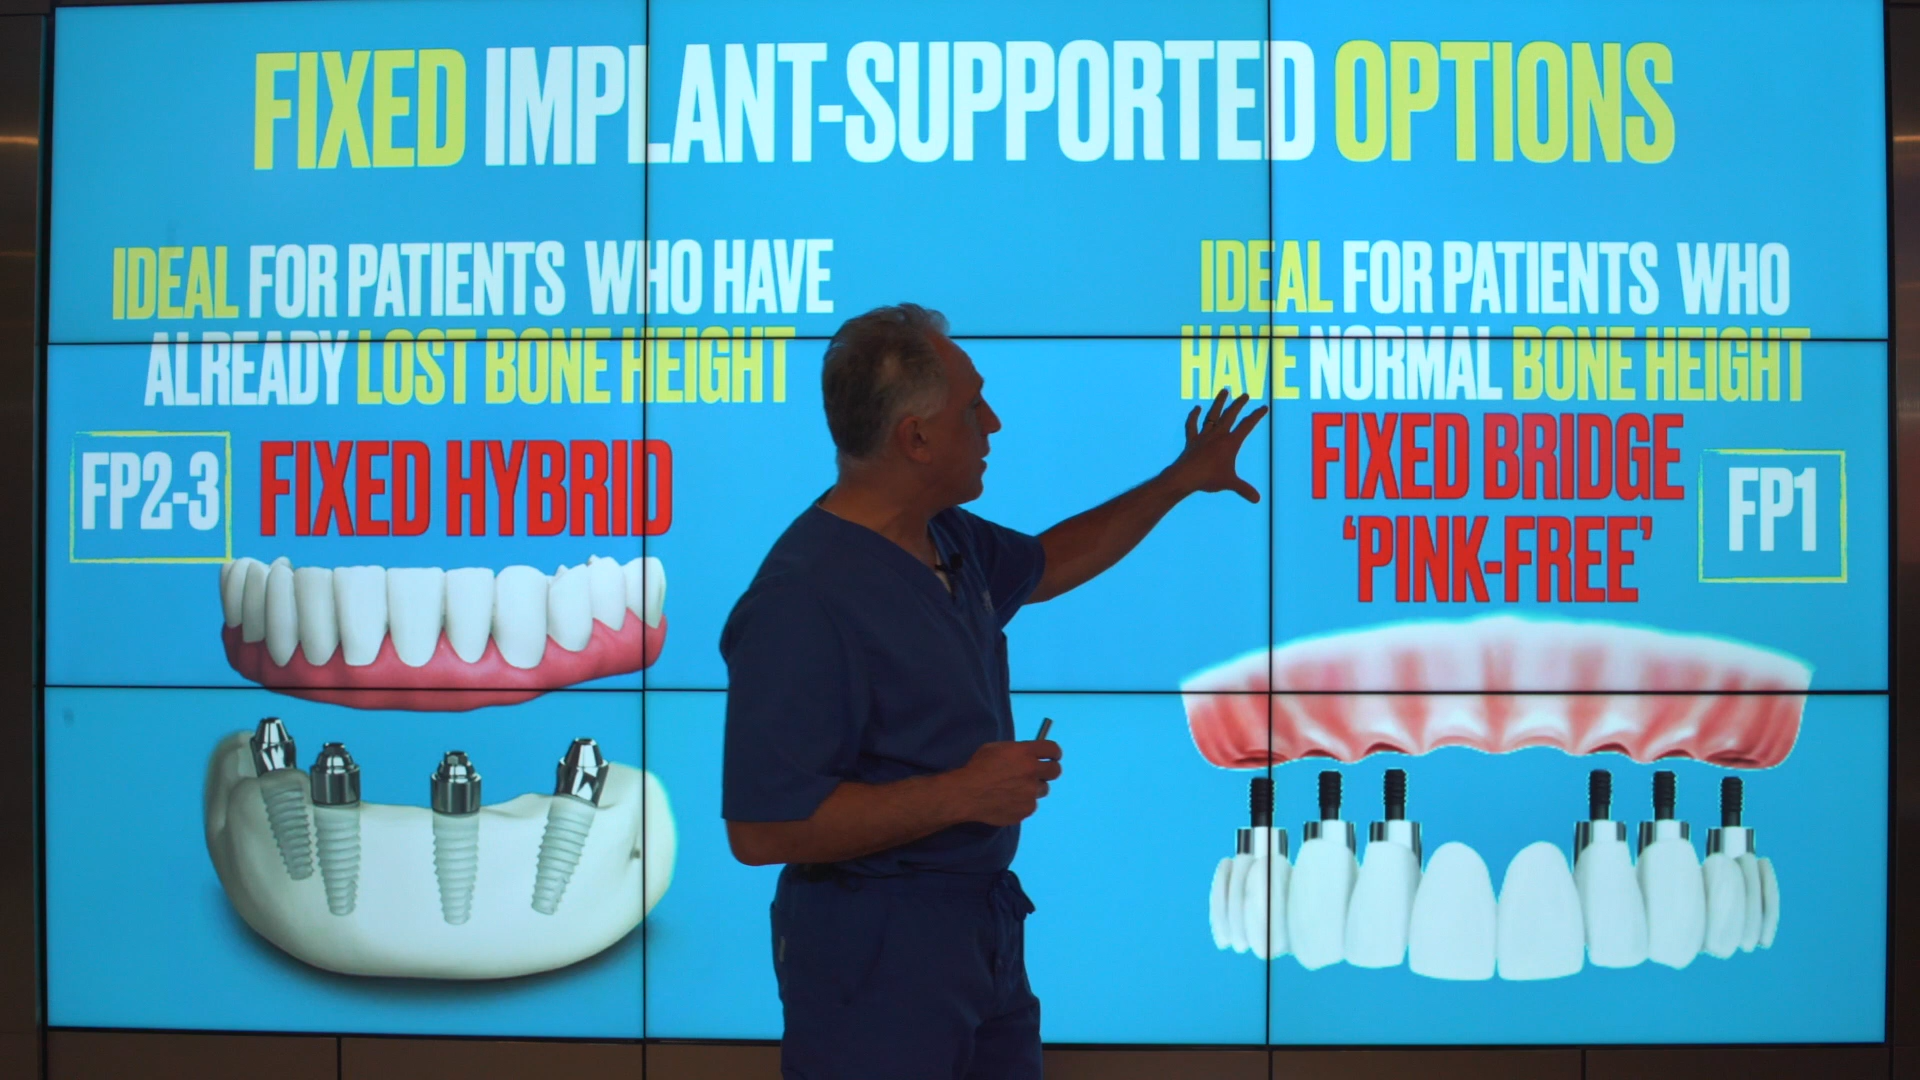 FIXED IMPLANT-SUPPORTED OPTIONS
IDEAL FOR PATIENTS WHO HAVE
ALREADY LOST BONE HEIGHT
FP2-3
FIXED HYBRID
IDEAL FOR PATIENTS WHO
HAVE NORMAL BONE HEIGHT
FIXED BRIDGE
'PINK-FREE'
FP1